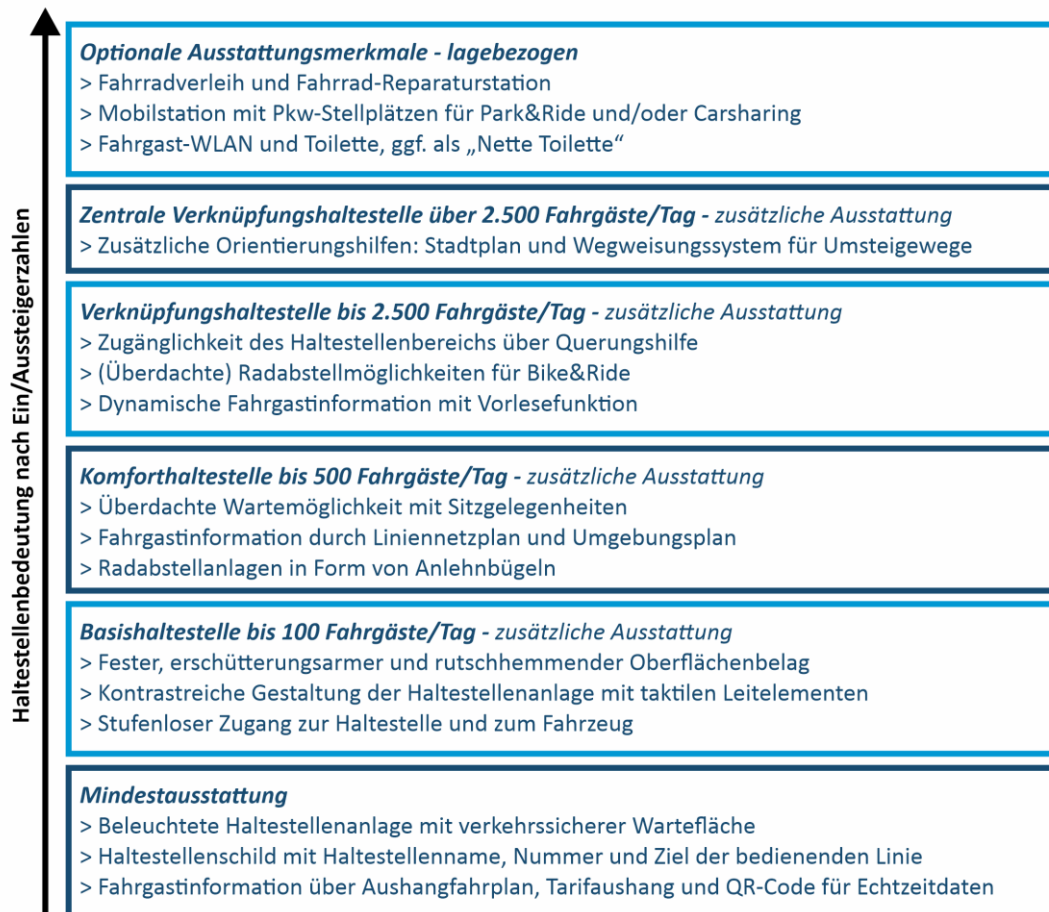 Haltestellenbedeutung nach Ein/Aussteigerzahlen
Optionale Ausstattungsmerkmale - lagebezogen
> Fahrradverleih und Fahrrad-Reparaturstation
> Mobilstation mit Pkw-Stellplätzen für Park&Ride und/oder Carsharing
> Fahrgast-WLAN und Toilette, ggf. als „Nette Toilette“
Zentrale Verknüpfungshaltestelle über 2.500 Fahrgäste/Tag - zusätzliche Ausstattung
> Zusätzliche Orientierungshilfen: Stadtplan und Wegweisungssystem für Umsteigewege
Verknüpfungshaltestelle bis 2.500 Fahrgäste/Tag - zusätzliche Ausstattung
> Zugänglichkeit des Haltestellenbereichs über Querungshilfe
> (Überdachte) Radabstellmöglichkeiten für Bike&Ride
> Dynamische Fahrgastinformation mit Vorlesefunktion
Komforthaltestelle bis 500 Fahrgäste/Tag - zusätzliche Ausstattung
> Überdachte Wartemöglichkeit mit Sitzgelegenheiten
> Fahrgastinformation durch Liniennetzplan und Umgebungsplan
> Radabstellanlagen in Form von Anlehnbügeln
Basishaltestelle bis 100 Fahrgäste/Tag - zusätzliche Ausstattung
> Fester, erschütterungsarmer und rutschhemmender Oberflächenbelag
> Kontrastreiche Gestaltung der Haltestellenanlage mit taktilen Leitelementen
> Stufenloser Zugang zur Haltestelle und zum Fahrzeug
Mindestausstattung
> Beleuchtete Haltestellenanlage mit verkehrssicherer Wartefläche
> Haltestellenschild mit Haltestellenname, Nummer und Ziel der bedienenden Linie
> Fahrgastinformation über Aushangfahrplan, Tarifaushang und QR-Code für Echtzeitdaten